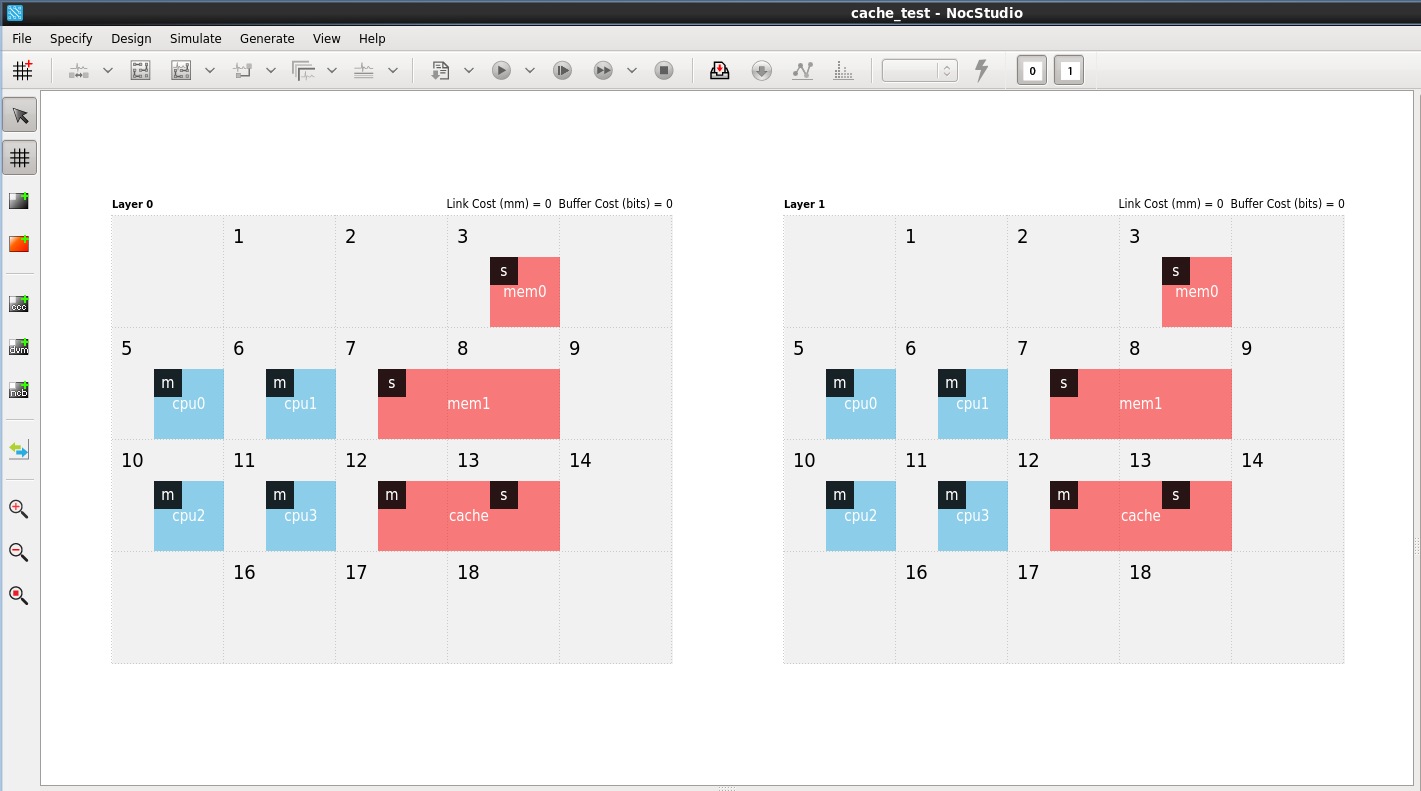 cache_test - NocStudio
File Specify Design Simulate Generate View Help
0 1
ccc
dvm
ncb
Layer 0 Link Cost (mm) = 0 Buffer Cost (bits) = 0
1 2 3
s
mem0
5 6 7 8 9
m m s
cpu0 cpu1 mem1
10 11 12 13 14
m m m s
cpu2 cpu3 cache
16 17 18
Layer 1 Link Cost (mm) = 0 Buffer Cost (bits) = 0
1 2 3
s
mem0
5 6 7 8 9
m m s
cpu0 cpu1 mem1
10 11 12 13 14
m m m s
cpu2 cpu3 cache
16 17 18